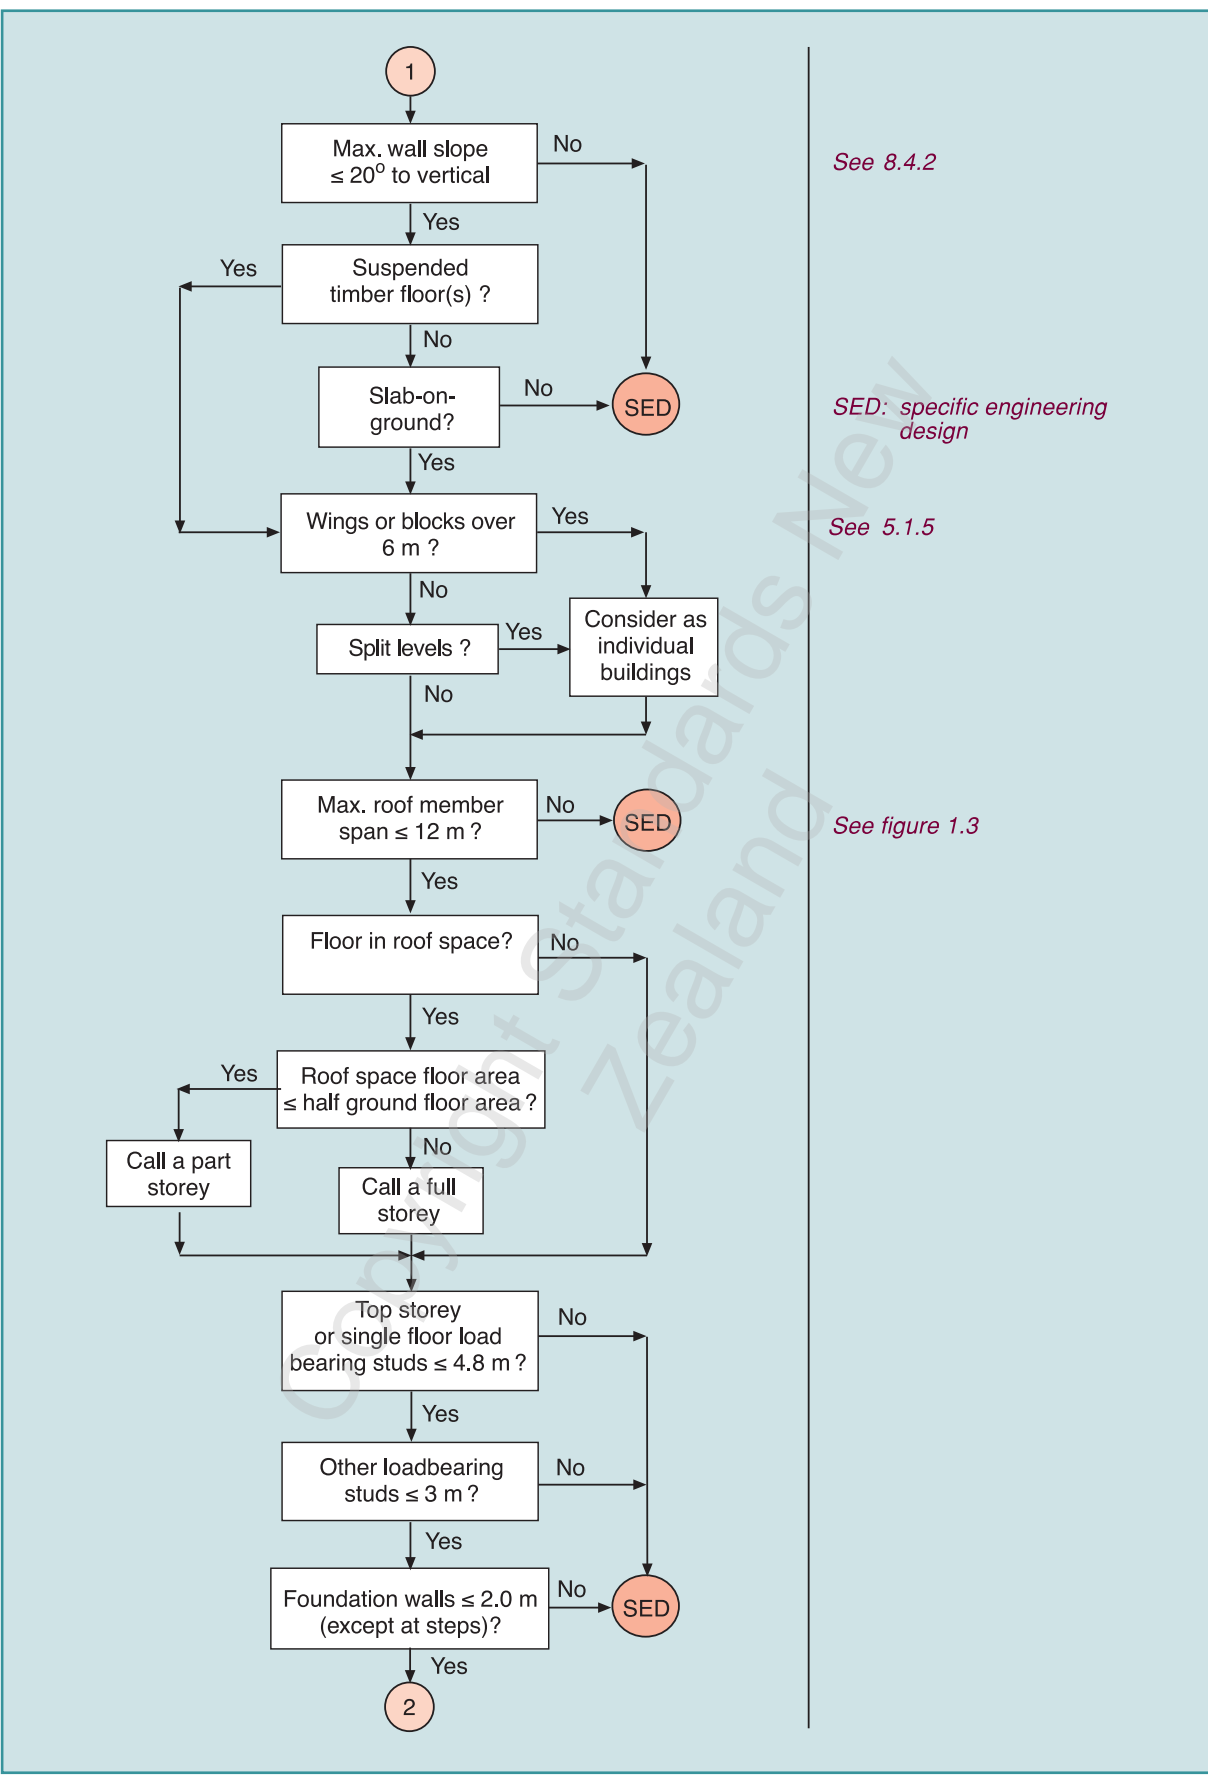 1
Max. wall slope
≤ 20° to vertical
No
See 8.4.2
Yes
Suspended
timber floor(s) ?
Yes
No
Slab-on-
ground?
No
SED
SED: specific engineering
design
Yes
Wings or blocks over
6 m ?
Yes
See 5.1.5
No
Split levels ?
Yes
Consider as
individual
buildings
No
Max. roof member
span ≤ 12 m ?
No
SED
See figure 1.3
Yes
Floor in roof space?
No
Yes
Roof space floor area
≤ half ground floor area ?
Yes
No
Call a part
storey
Call a full
storey
Top storey
or single floor load
bearing studs ≤ 4.8 m ?
No
Yes
Other loadbearing
studs ≤ 3 m ?
No
Yes
Foundation walls ≤ 2.0 m
(except at steps)?
No
SED
Yes
2
Copyright Standards New
Zealand